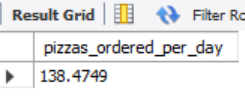 Result Grid Filter Ro
pizzas_ordered_per_day
138.4749